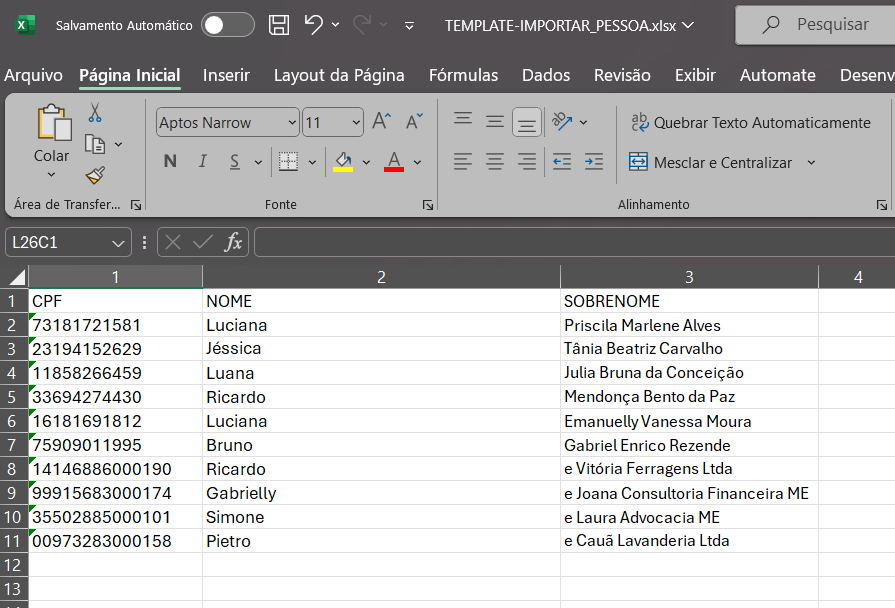 Salvamento Automático TEMPLATE-IMPORTAR_PESSOA.xlsx Pesquisar
Arquivo Página Inicial Inserir Layout da Página Fórmulas Dados Revisão Exibir Automate Desenv
Colar
Aptos Narrow 11
N I S A
ab Quebrar Texto Automaticamente
Mesclar e Centralizar
Área de Transfer... Fonte Alinhamento
L26C1 fx
1 2 3 4
1 CPF NOME SOBRENOME
2 73181721581 Luciana Priscila Marlene Alves
3 23194152629 Jéssica Tânia Beatriz Carvalho
4 11858266459 Luana Julia Bruna da Conceição
5 33694274430 Ricardo Mendonça Bento da Paz
6 16181691812 Luciana Emanuelly Vanessa Moura
7 75909011995 Bruno Gabriel Enrico Rezende
8 14146886000190 Ricardo e Vitória Ferragens Ltda
9 99915683000174 Gabrielly e Joana Consultoria Financeira ME
10 35502885000101 Simone e Laura Advocacia ME
11 00973283000158 Pietro e Cauã Lavanderia Ltda
12
13